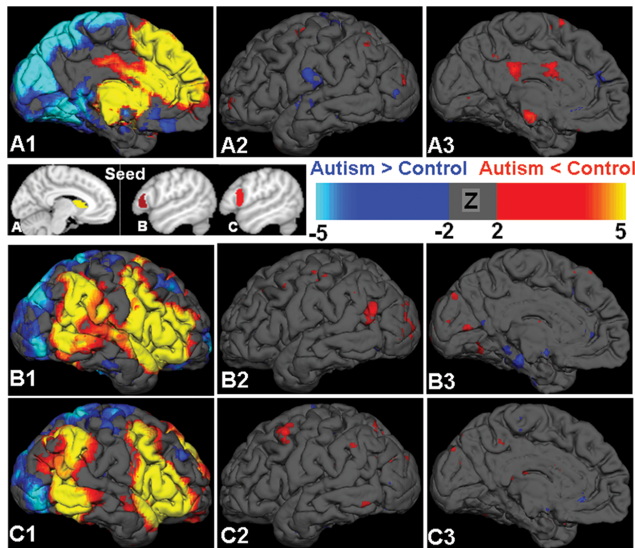 A1 A2 A3
Seed
A B C
Autism > Control Autism < Control
Z
-5 -2 2 5
B1 B2 B3
C1 C2 C3